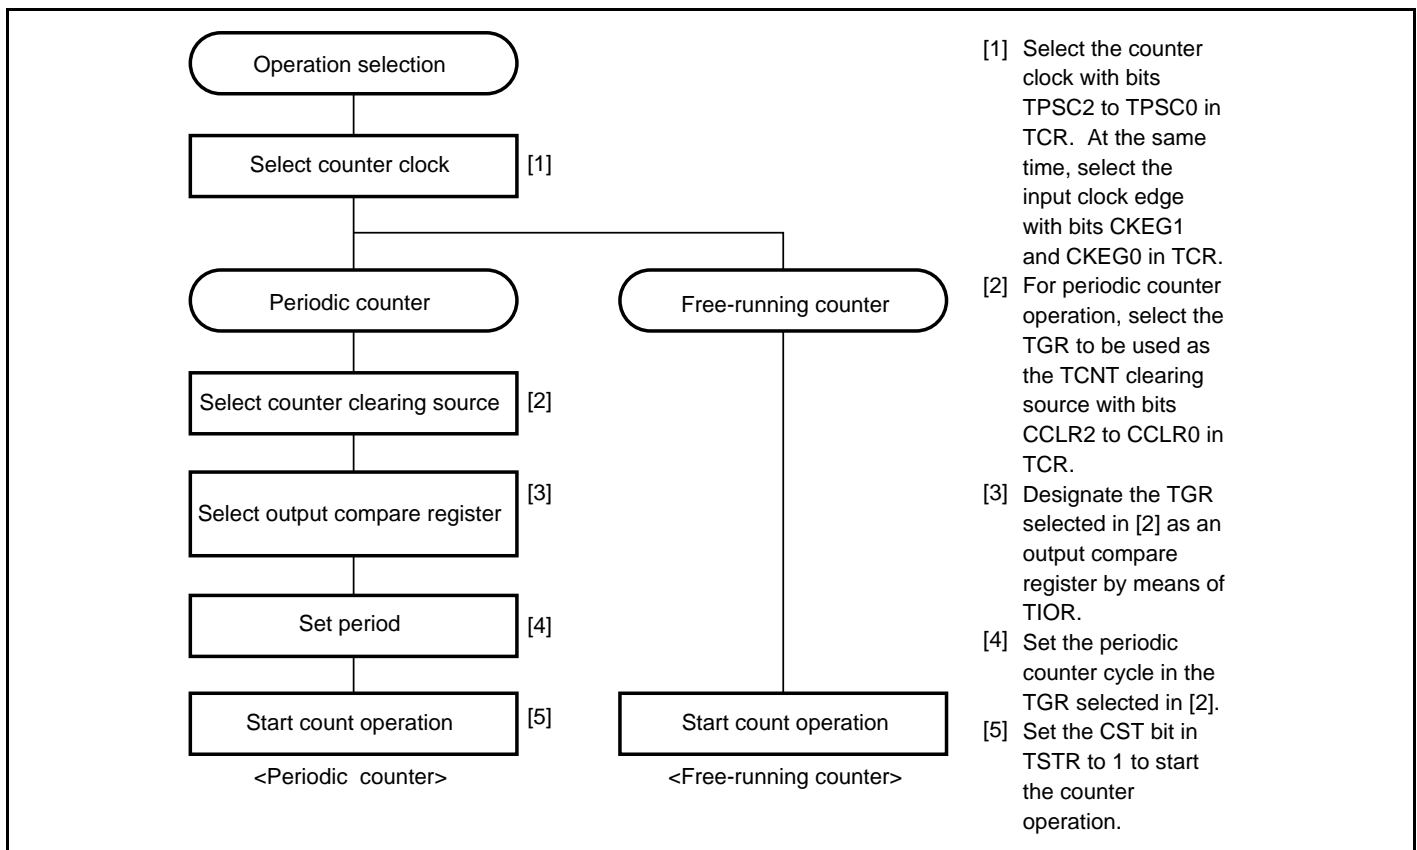 Operation selection
Select counter clock
[1]
Periodic counter
Free-running counter
Select counter clearing source
[2]
Select output compare register
[3]
Set period
[4]
Start count operation
[5]
Start count operation
<Periodic counter>
<Free-running counter>
[1] Select the counter
clock with bits
TPSC2 to TPSC0 in
TCR. At the same
time, select the
input clock edge
with bits CKEG1
and CKEG0 in TCR.
[2] For periodic counter
operation, select the
TGR to be used as
the TCNT clearing
source with bits
CCLR2 to CCLR0 in
TCR.
[3] Designate the TGR
selected in [2] as an
output compare
register by means of
TIOR.
[4] Set the periodic
counter cycle in the
TGR selected in [2].
[5] Set the CST bit in
TSTR to 1 to start
the counter
operation.